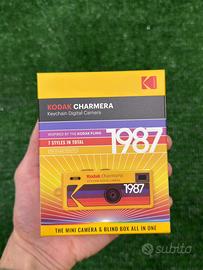 KODAK CHARMERA
Keychain Digital Camera
INSPIRED BY THE KODAK FLING
7 STYLES IN TOTAL
1987
Kodak Charmera
1987
THE MINI CAMERA & BLIND BOX ALL IN ONE
subito